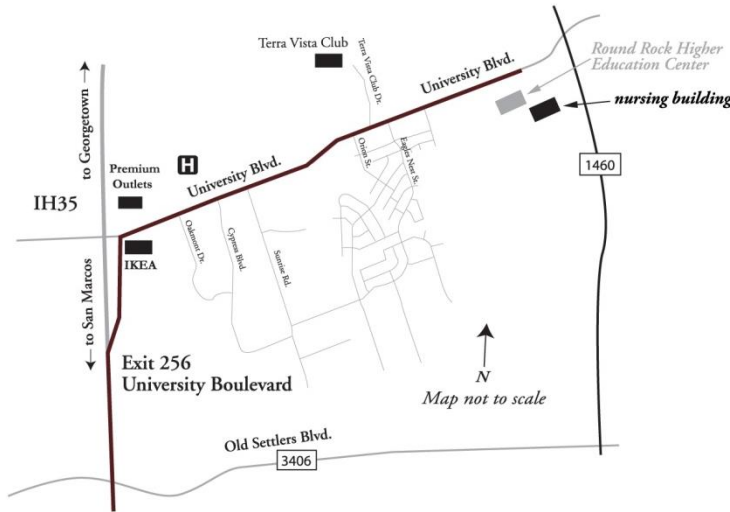 Terra Vista Club
Terra Vista Club Dr.
University Blvd.
Round Rock Higher
Education Center
nursing building
1460
to Georgetown
Premium
Outlets
H
University Blvd.
Orion St.
Eagles Nest St.
IH35
IKEA
Oakmont Dr.
Cypress Blvd.
Sunrise Rd.
to San Marcos
Exit 256
University Boulevard
N
Map not to scale
Old Settlers Blvd.
3406